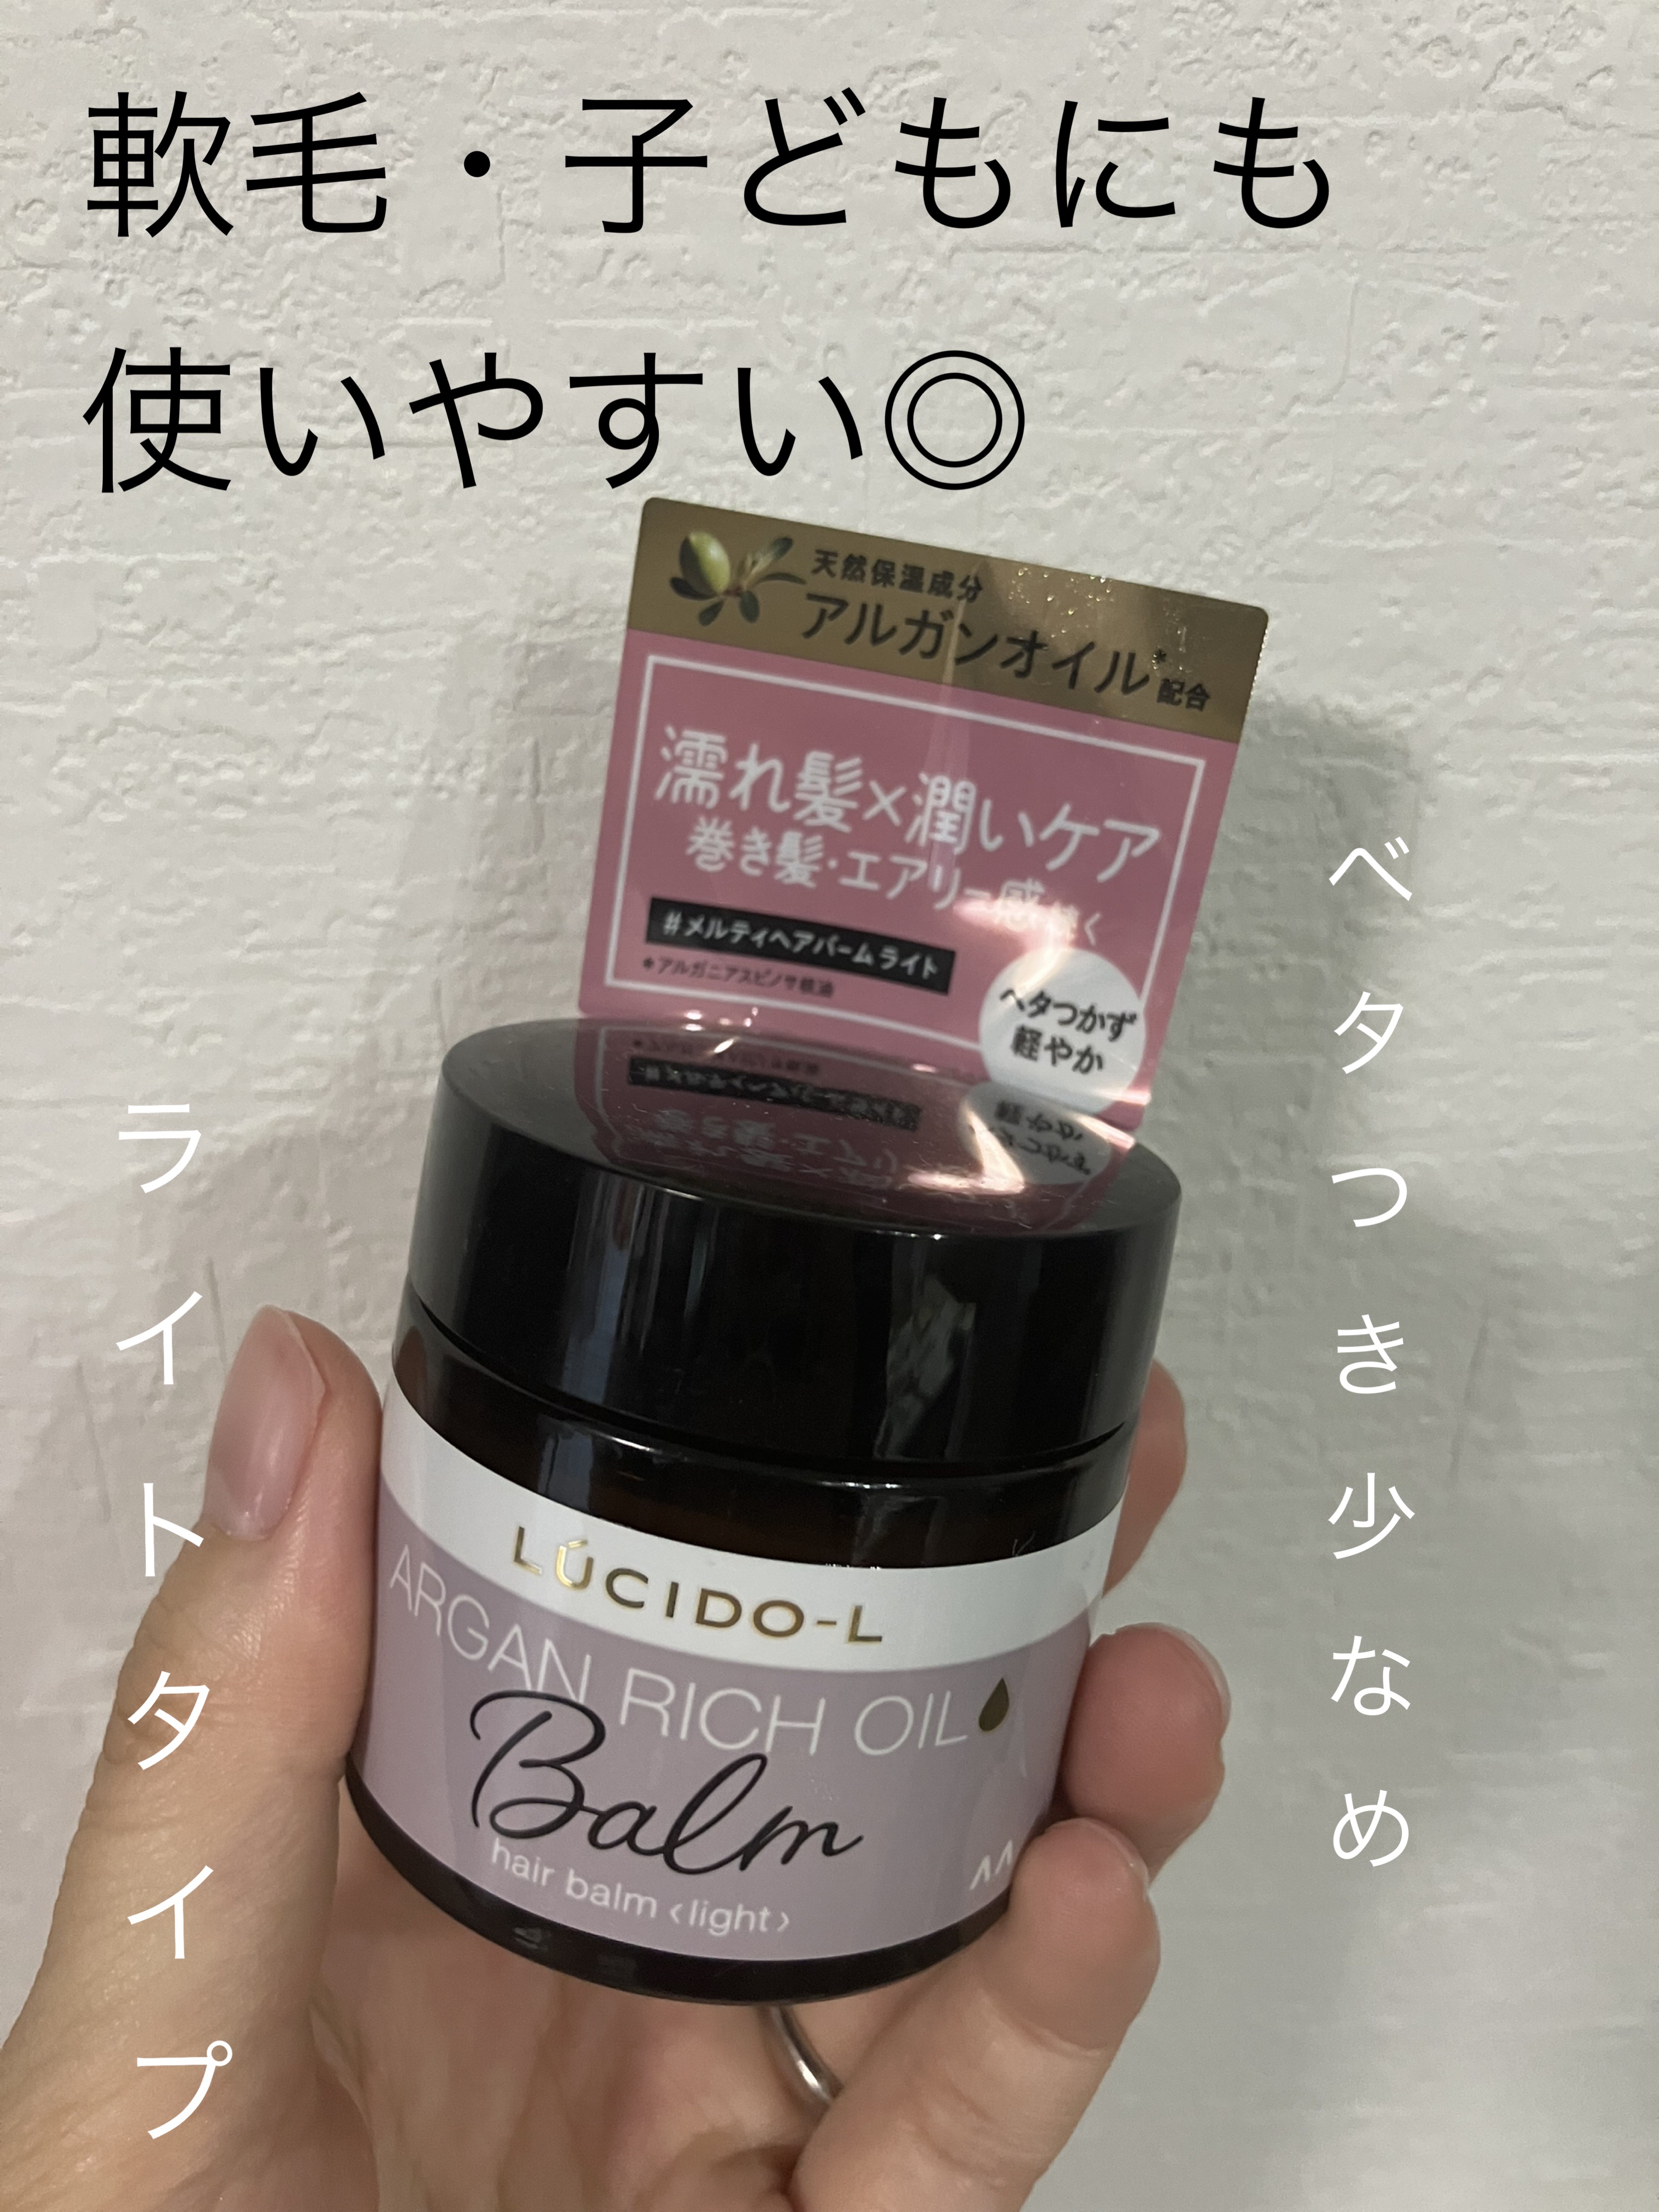 軟毛・子どもにも
使いやすい◎
天然保湿成分
アルガンオイル*配合
濡れ髪×潤いケア
巻き髪・エアリー感続く
#メルティヘアバーム ライト
*アルガニアスピノサ核油
ベタつかず
軽やか
ベタつき少なめ
ライトタイプ
LÚCIDO-L
ARGAN RICH OIL
Balm
hair balm <light>